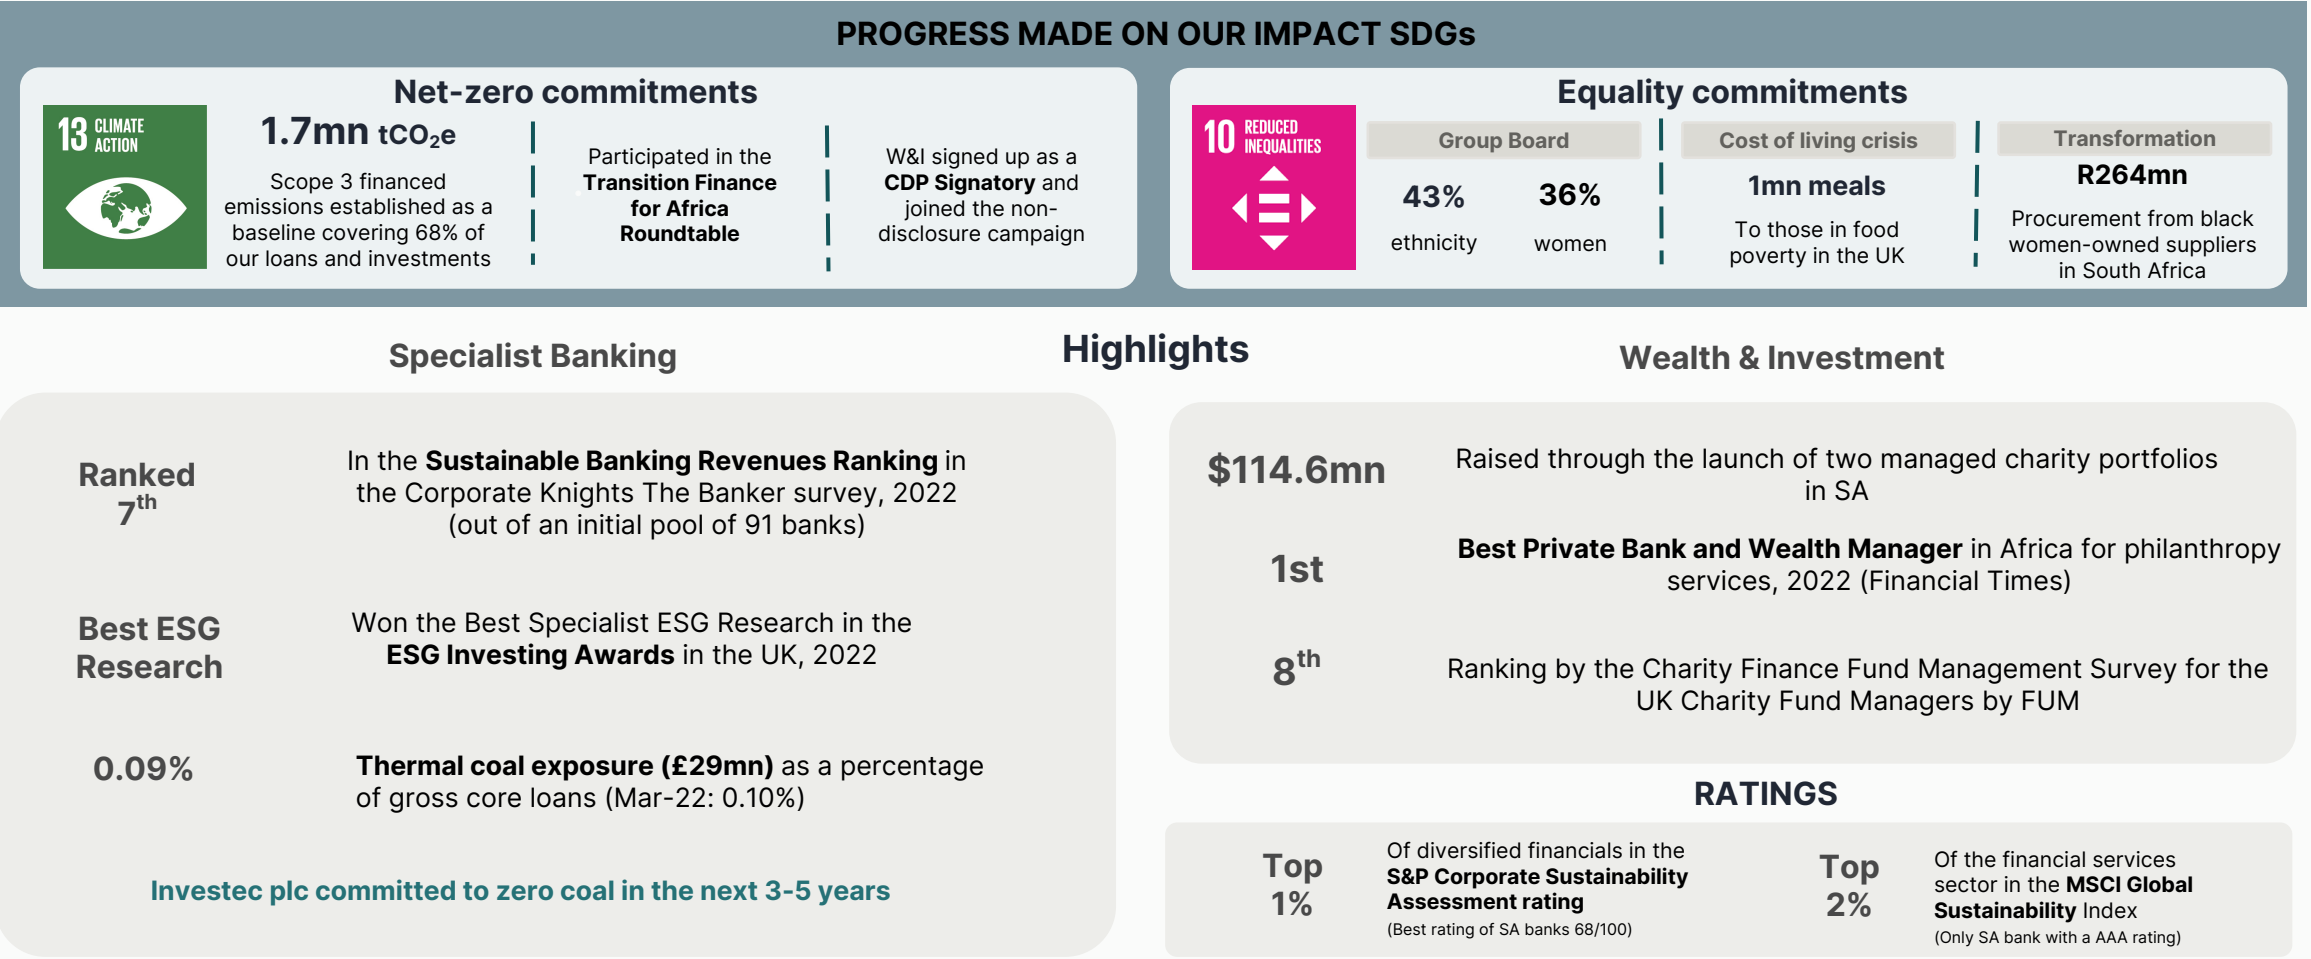 PROGRESS MADE ON OUR IMPACT SDGs
Net-zero commitments
13 CLIMATE
ACTION
1.7mn tCO₂e
Scope 3 financed
emissions established as a
baseline covering 68% of
our loans and investments
Participated in the
Transition Finance
for Africa
Roundtable
W&I signed up as a
CDP Signatory and
joined the non-
disclosure campaign
Equality commitments
10 REDUCED
INEQUALITIES
Group Board
43%
ethnicity
36%
women
Cost of living crisis
1mn meals
To those in food
poverty in the UK
Transformation
R264mn
Procurement from black
women-owned suppliers
in South Africa
Highlights
Specialist Banking
Ranked
7th
In the Sustainable Banking Revenues Ranking in
the Corporate Knights The Banker survey, 2022
(out of an initial pool of 91 banks)
Best ESG
Research
Won the Best Specialist ESG Research in the
ESG Investing Awards in the UK, 2022
0.09%
Thermal coal exposure (£29mn) as a percentage
of gross core loans (Mar-22: 0.10%)
Investec plc committed to zero coal in the next 3-5 years
Wealth & Investment
$114.6mn
Raised through the launch of two managed charity portfolios
in SA
1st
Best Private Bank and Wealth Manager in Africa for philanthropy
services, 2022 (Financial Times)
8th
Ranking by the Charity Finance Fund Management Survey for the
UK Charity Fund Managers by FUM
RATINGS
Top
1%
Of diversified financials in the
S&P Corporate Sustainability
Assessment rating
(Best rating of SA banks 68/100)
Top
2%
Of the financial services
sector in the MSCI Global
Sustainability Index
(Only SA bank with a AAA rating)